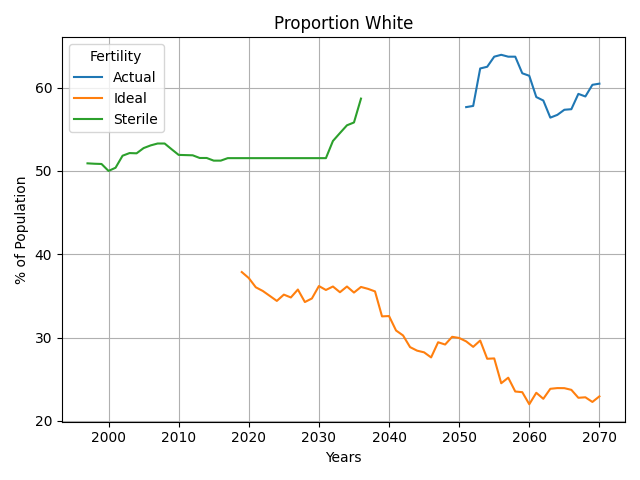 Proportion White
Fertility
Actual
Ideal
Sterile
% of Population
60
50
40
30
20
2000 2010 2020 2030 2040 2050 2060 2070
Years